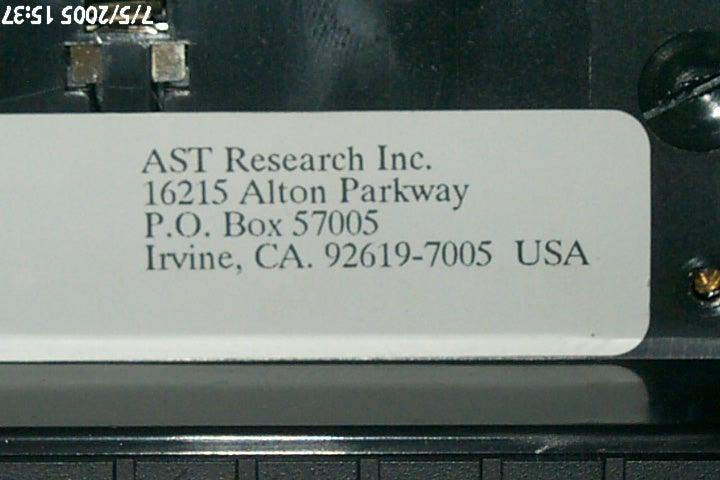 7/5/2005 15:37
AST Research Inc.
16215 Alton Parkway
P.O. Box 57005
Irvine, CA. 92619-7005 USA